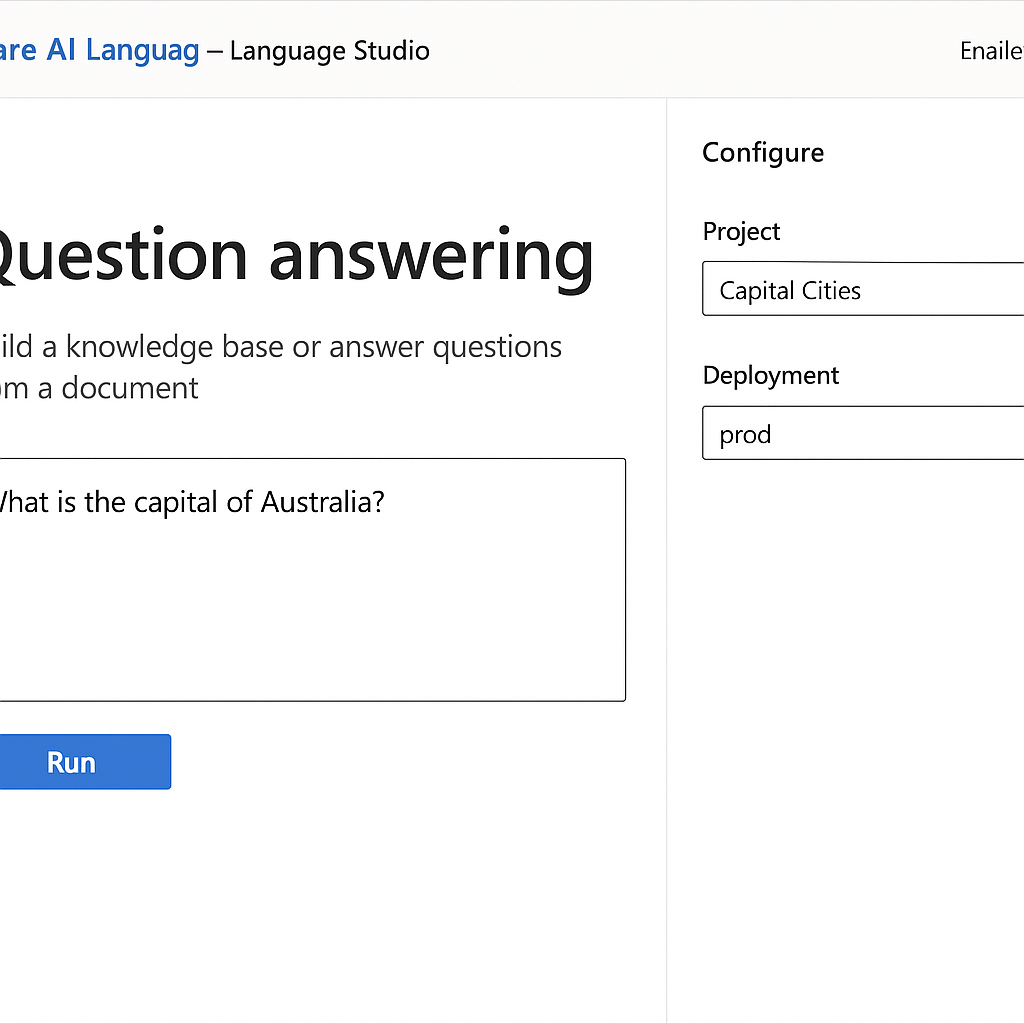 are AI Languag – Language Studio
Enaile
Question answering
ild a knowledge base or answer questions
m a document
What is the capital of Australia?
Run
Configure
Project
Capital Cities
Deployment
prod